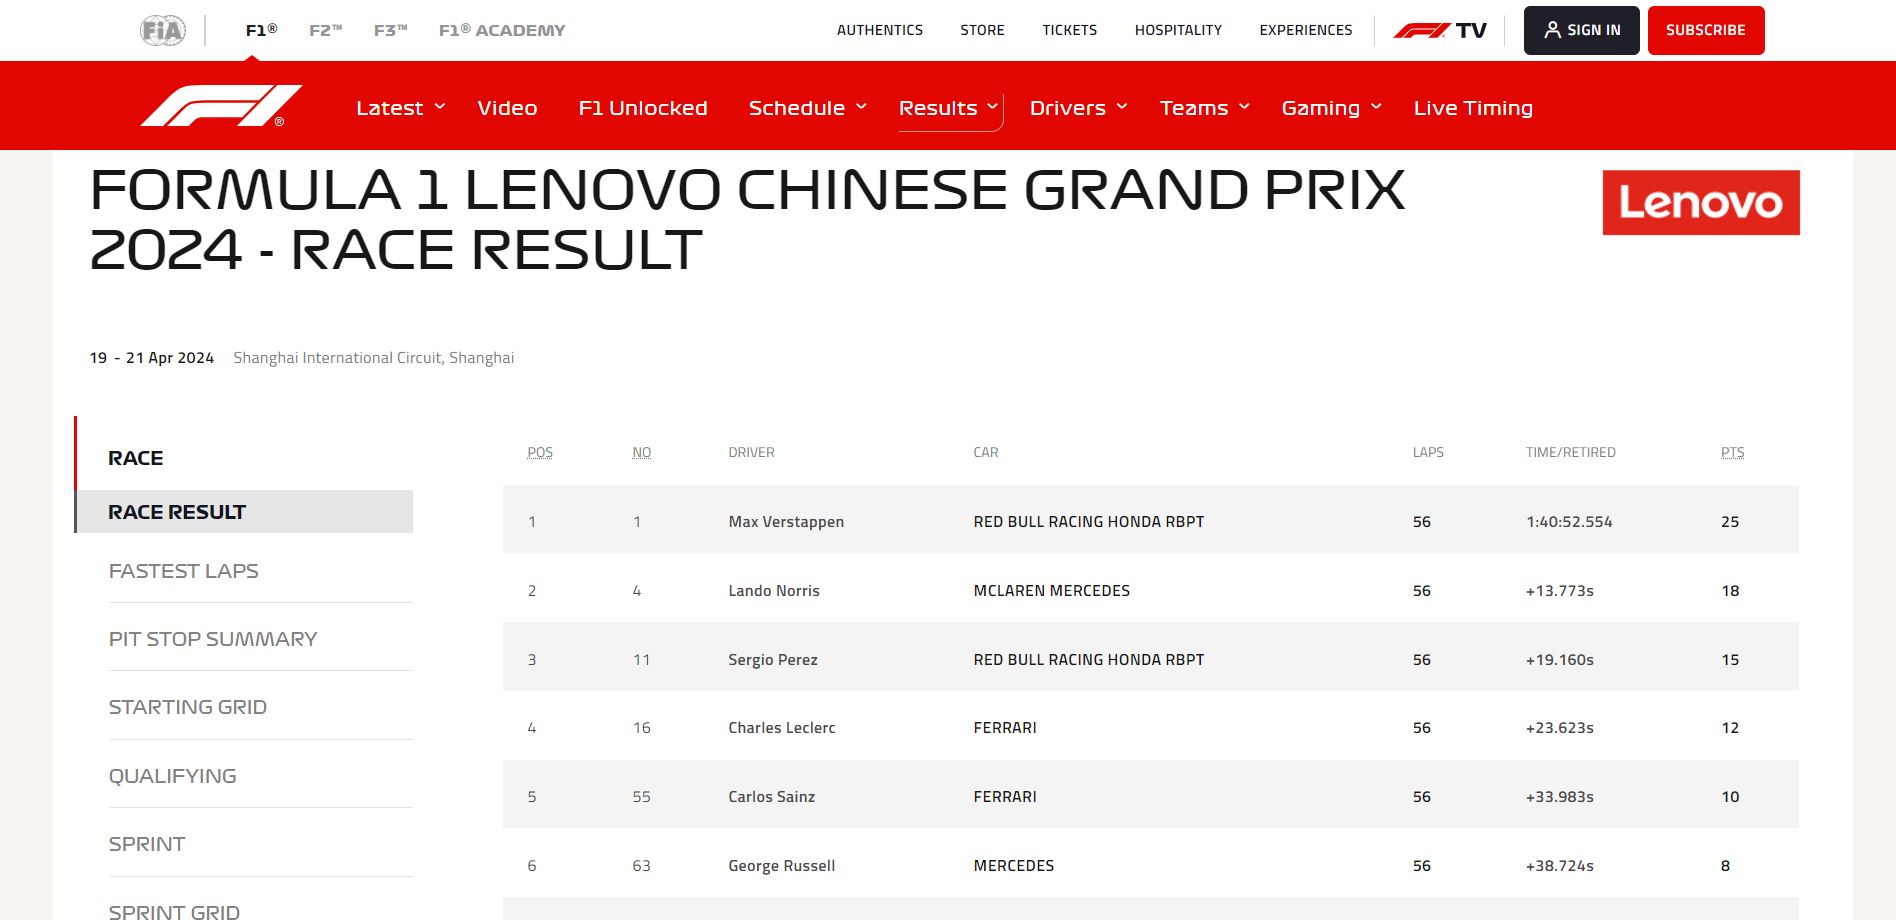 FiA F1® F2™ F3™ F1® ACADEMY AUTHENTICS STORE TICKETS HOSPITALITY EXPERIENCES F1 TV SIGN IN SUBSCRIBE
F1® Latest Video F1 Unlocked Schedule Results Drivers Teams Gaming Live Timing
FORMULA 1 LENOVO CHINESE GRAND PRIX
2024 - RACE RESULT
Lenovo
19 - 21 Apr 2024 Shanghai International Circuit, Shanghai
RACE
RACE RESULT
FASTEST LAPS
PIT STOP SUMMARY
STARTING GRID
QUALIFYING
SPRINT
SPRINT GRID
POS NO DRIVER CAR LAPS TIME/RETIRED PTS
1 1 Max Verstappen RED BULL RACING HONDA RBPT 56 1:40:52.554 25
2 4 Lando Norris MCLAREN MERCEDES 56 +13.773s 18
3 11 Sergio Perez RED BULL RACING HONDA RBPT 56 +19.160s 15
4 16 Charles Leclerc FERRARI 56 +23.623s 12
5 55 Carlos Sainz FERRARI 56 +33.983s 10
6 63 George Russell MERCEDES 56 +38.724s 8